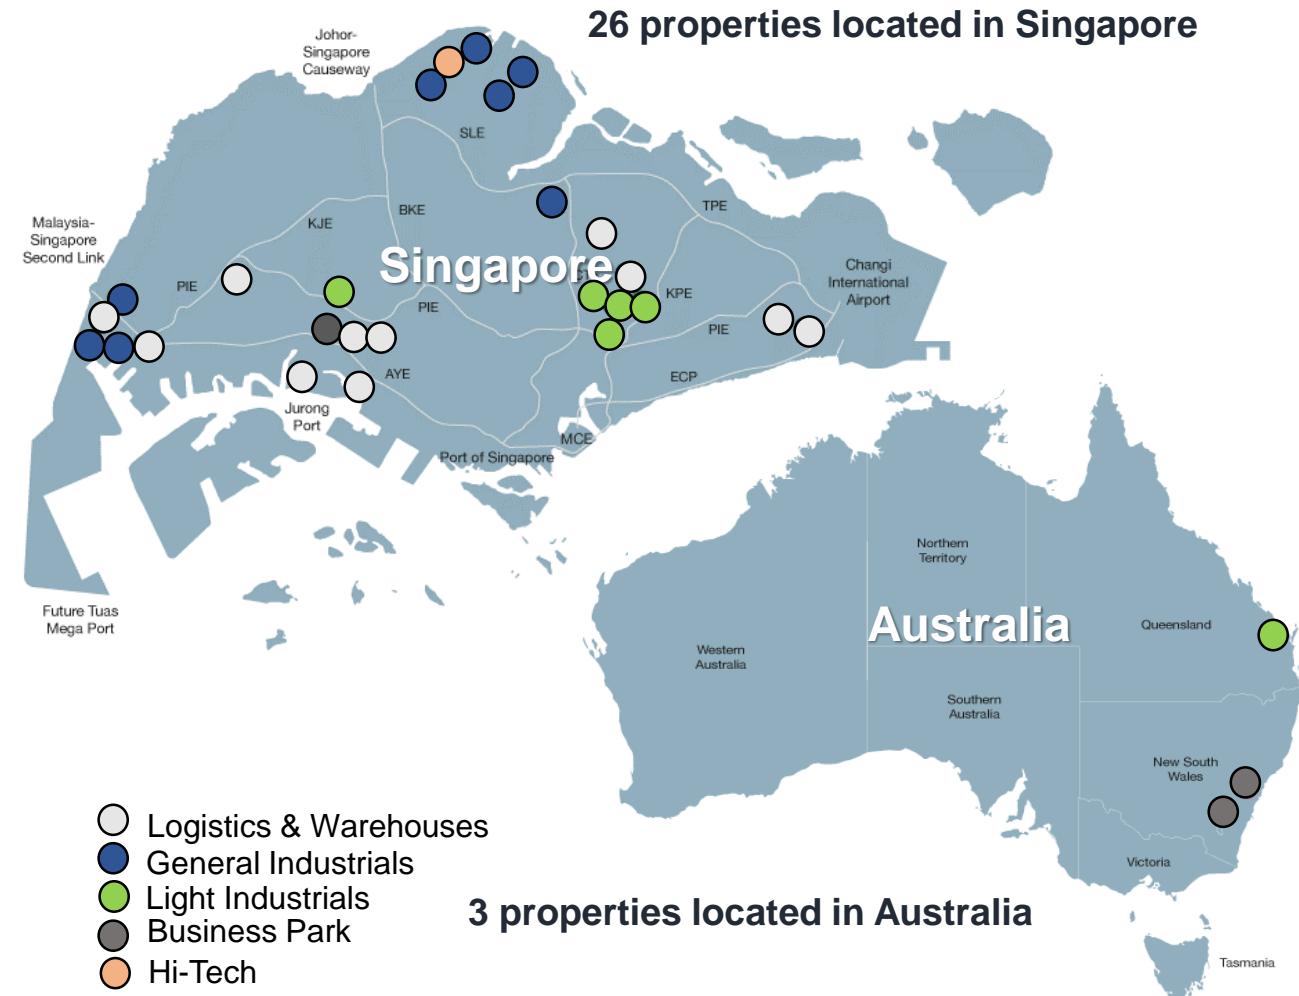 26 properties located in Singapore
Johor-
Singapore
Causeway
SLE
Malaysia-
Singapore
Second Link
KJE
BKE
TPE
Singapore
PIE
PIE
KPE
PIE
Changi
International
Airport
AYE
ECP
Jurong
Port
MCE
Port of Singapore
Future Tuas
Mega Port
Northern
Territory
Australia
Queensland
Western
Australia
Southern
Australia
New South
Wales
Victoria
Tasmania
Logistics & Warehouses
General Industrials
Light Industrials
Business Park
Hi-Tech
3 properties located in Australia